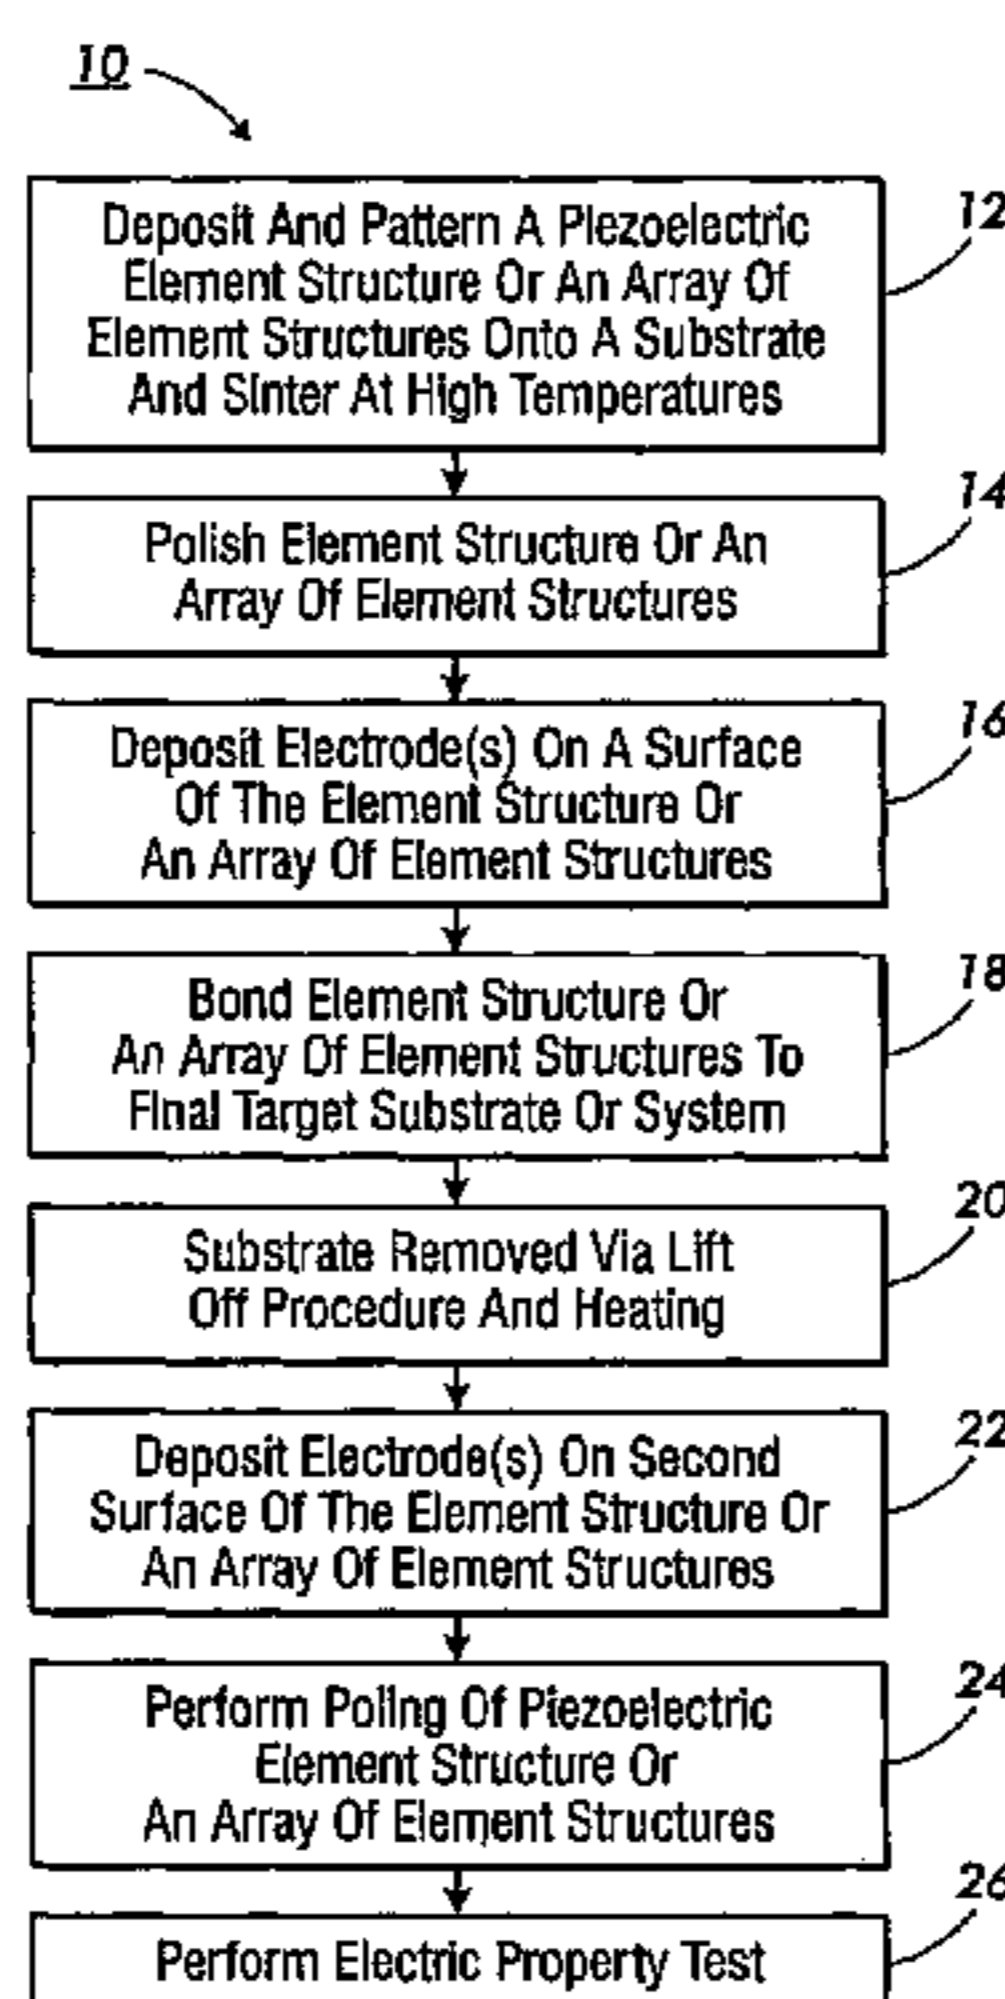 10
12
Deposit And Pattern A Piezoelectric
Element Structure Or An Array Of
Element Structures Onto A Substrate
And Sinter At High Temperatures
14
Polish Element Structure Or An
Array Of Element Structures
16
Deposit Electrode(s) On A Surface
Of The Element Structure Or
An Array Of Element Structures
18
Bond Element Structure Or
An Array Of Element Structures To
Final Target Substrate Or System
20
Substrate Removed Via Lift
Off Procedure And Heating
22
Deposit Electrode(s) On Second
Surface Of The Element Structure Or
An Array Of Element Structures
24
Perform Poling Of Piezoelectric
Element Structure Or
An Array Of Element Structures
26
Perform Electric Property Test